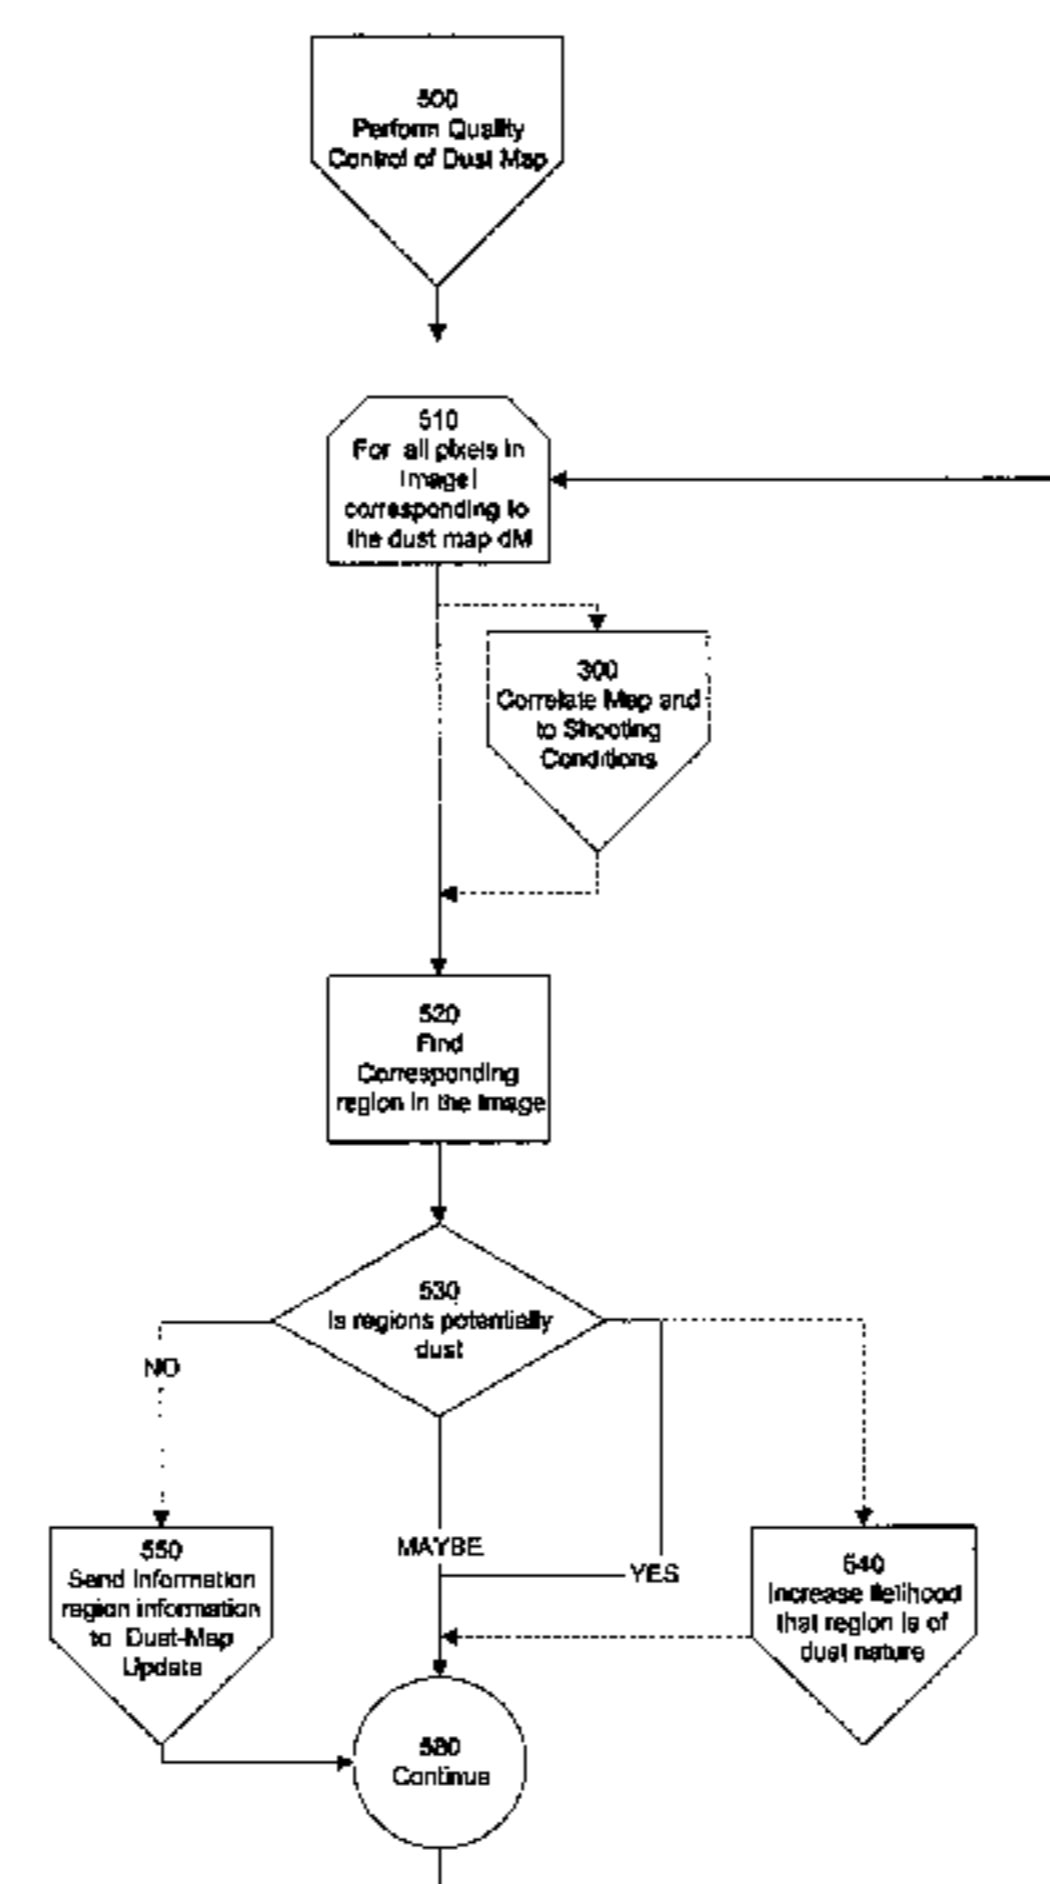 500
Perform Quality
Control of Dust Map
510
For all pixels in
Image I
corresponding to
the dust map dM
300
Correlate Map and
to Shooting
Conditions
520
Find
Corresponding
region in the Image
530
Is regions potentially
dust
NO
MAYBE
YES
550
Send Information
region information
to Dust-Map
Update
540
Increase likelihood
that region is of
dust nature
580
Continue